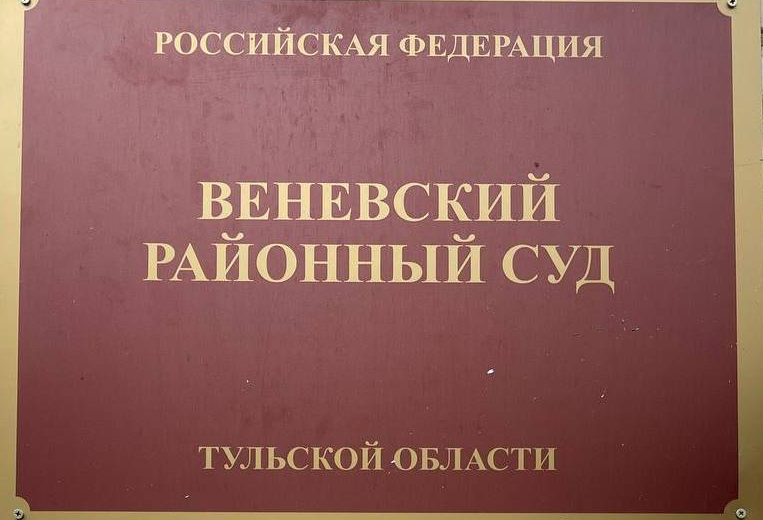 РОССИЙСКАЯ ФЕДЕРАЦИЯ
ВЕНЕВСКИЙ
РАЙОННЫЙ СУД
ТУЛЬСКОЙ ОБЛАСТИ